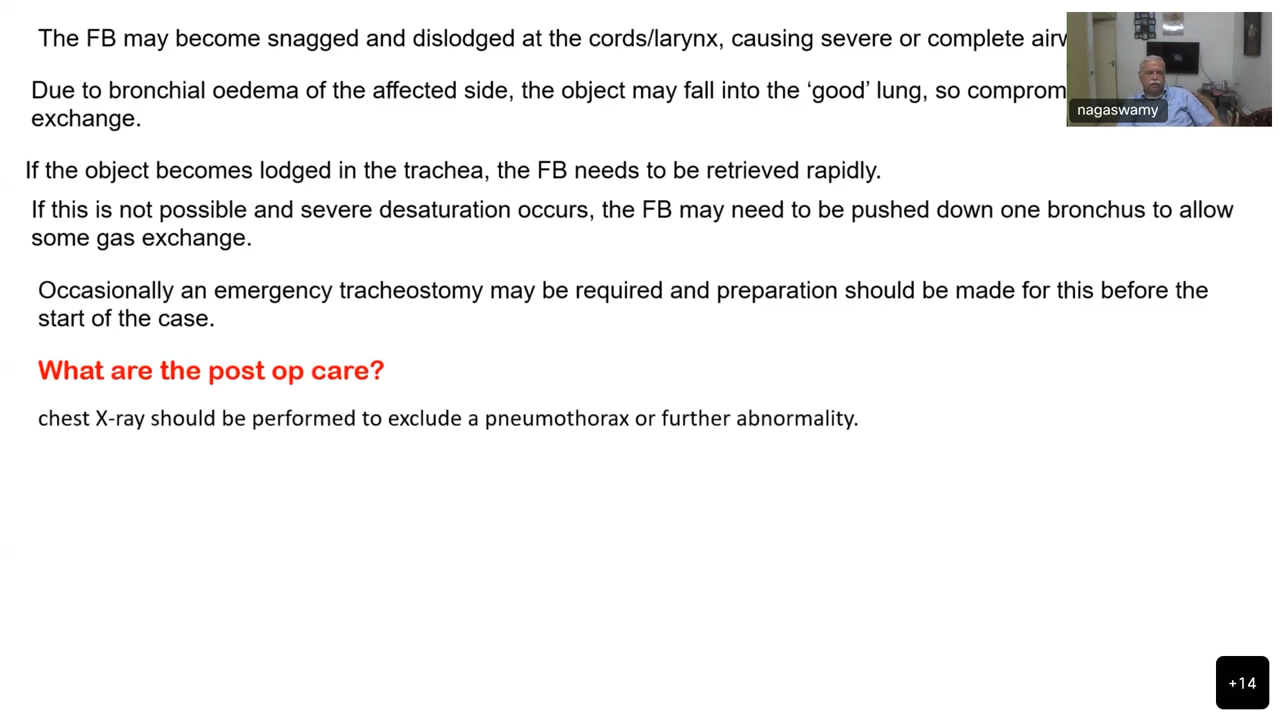 The FB may become snagged and dislodged at the cords/larynx, causing severe or complete
Due to bronchial oedema of the affected side, the object may fall into the ‘good’ lung, so
exchange.
nagaswamy
If the object becomes lodged in the trachea, the FB needs to be retrieved rapidly.
If this is not possible and severe desaturation occurs, the FB may need to be pushed down one bronchus to allow
some gas exchange.
Occasionally an emergency tracheostomy may be required and preparation should be made for this before the
start of the case.
What are the post op care?
chest X-ray should be performed to exclude a pneumothorax or further abnormality.
+14